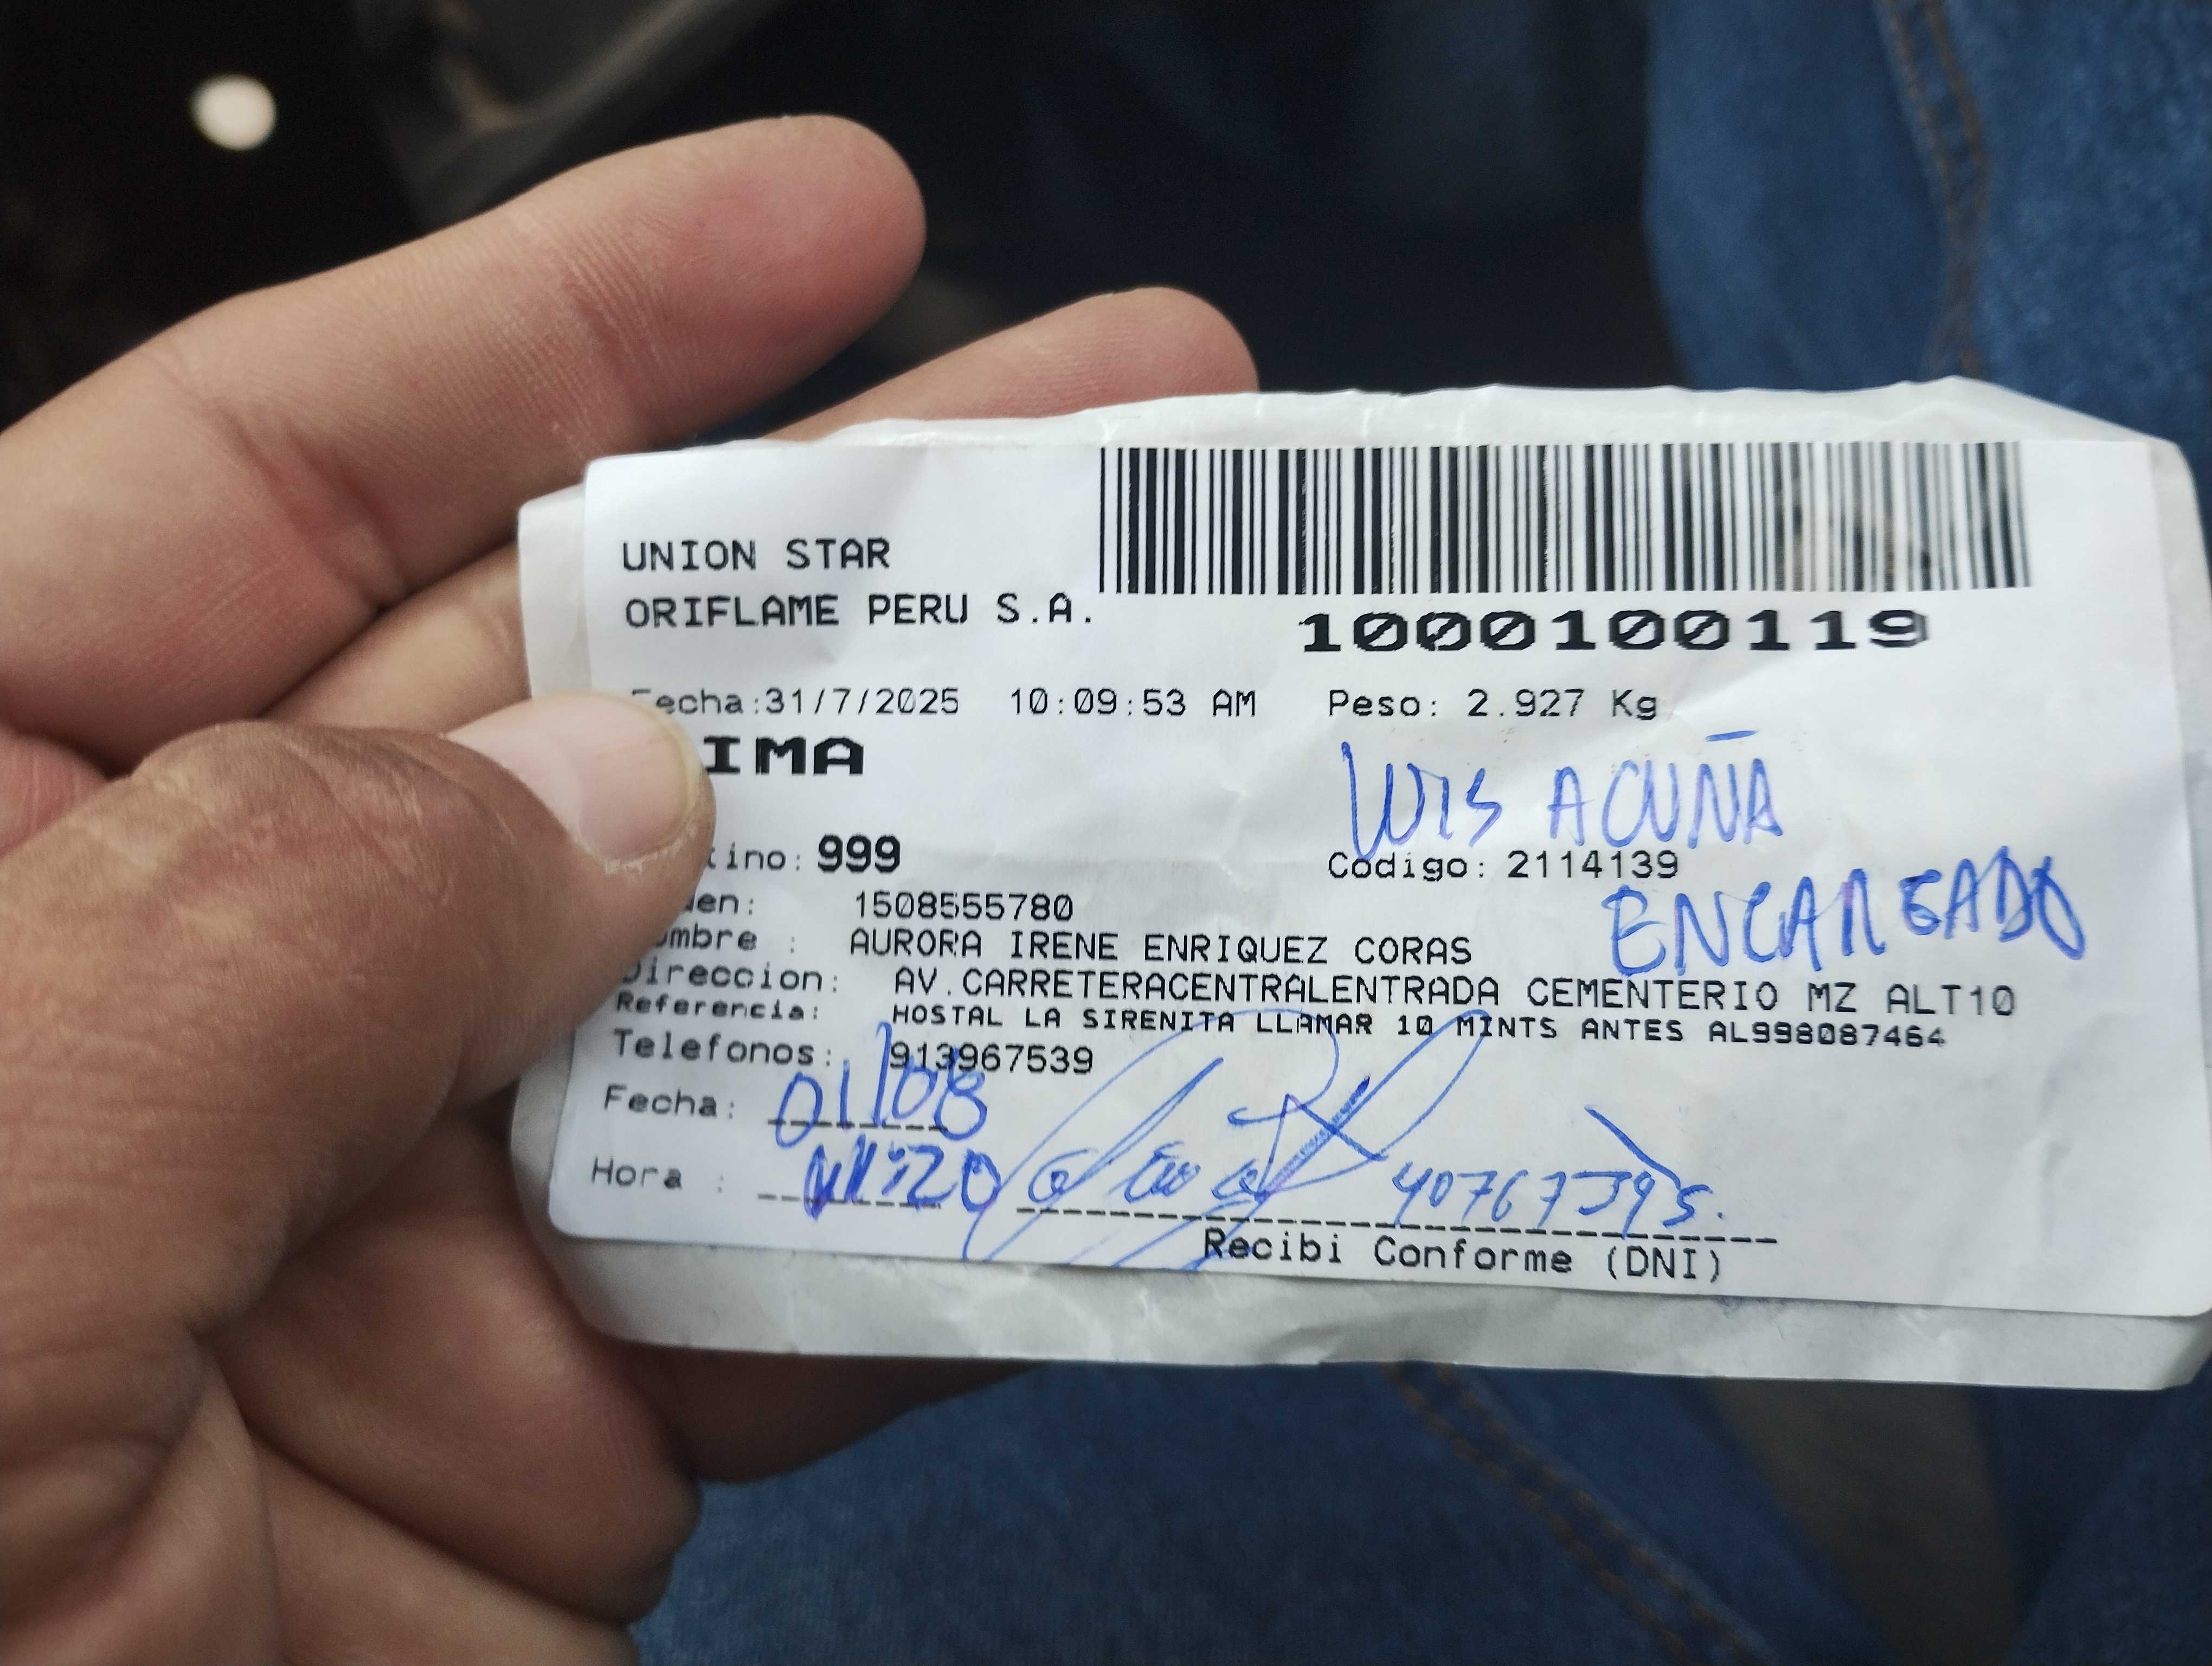 UNION STAR
ORIFLAME PERU S.A.
1000100119
Fecha:31/7/2025 10:09:53 AM Peso: 2.927 Kg
IMA
LUIS ACUÑA
tino: 999 Codigo: 2114139
ENCARGADO
den: 1508555780
ombre : AURORA IRENE ENRIQUEZ CORAS
Direccion: AV.CARRETERACENTRALENTRADA CEMENTERIO MZ ALT10
Referencia: HOSTAL LA SIRENITA LLAMAR 10 MINTS ANTES AL998087464
Telefonos: 913967539
Fecha: 01/08
Hora : 11:20
Recibi Conforme (DNI)